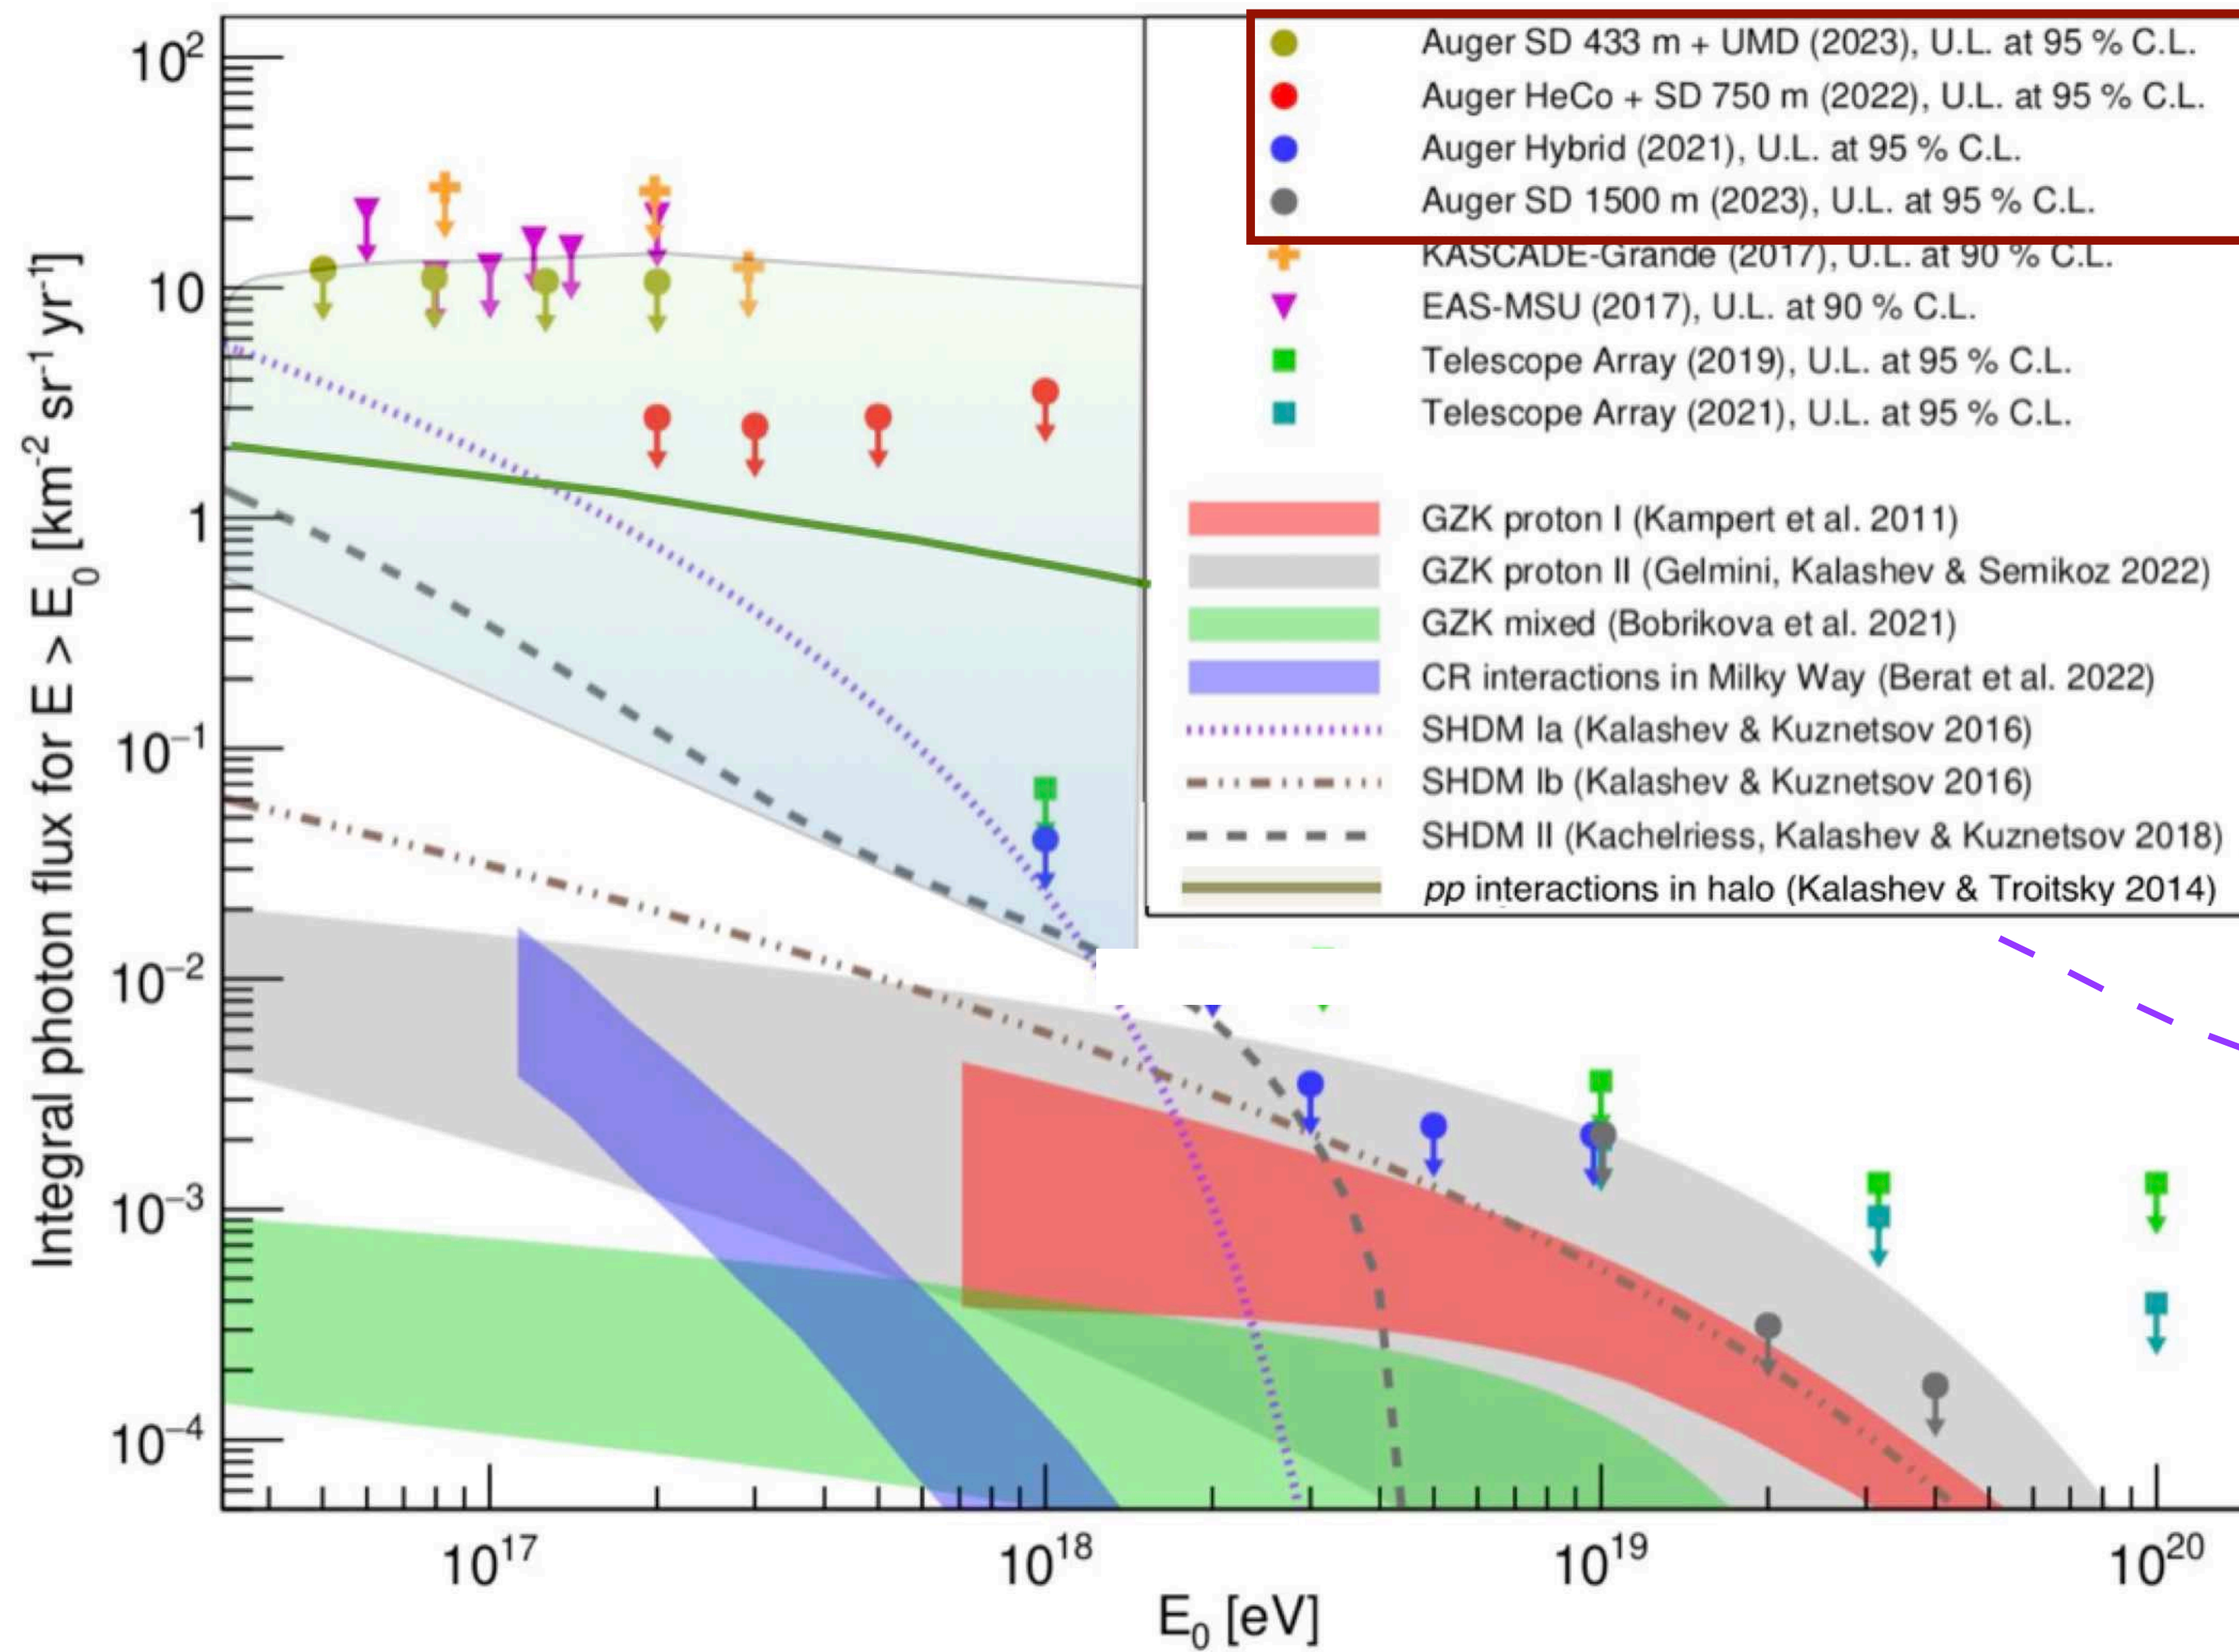 Integral photon flux for E > E₀ [km⁻² sr⁻¹ yr⁻¹]
10²
10
1
10⁻¹
10⁻²
10⁻³
10⁻⁴
Auger SD 433 m + UMD (2023), U.L. at 95 % C.L.
Auger HeCo + SD 750 m (2022), U.L. at 95 % C.L.
Auger Hybrid (2021), U.L. at 95 % C.L.
Auger SD 1500 m (2023), U.L. at 95 % C.L.
KASCADE-Grande (2017), U.L. at 90 % C.L.
EAS-MSU (2017), U.L. at 90 % C.L.
Telescope Array (2019), U.L. at 95 % C.L.
Telescope Array (2021), U.L. at 95 % C.L.
GZK proton I (Kampert et al. 2011)
GZK proton II (Gelmini, Kalashev & Semikoz 2022)
GZK mixed (Bobrikova et al. 2021)
CR interactions in Milky Way (Berat et al. 2022)
SHDM Ia (Kalashev & Kuznetsov 2016)
SHDM Ib (Kalashev & Kuznetsov 2016)
SHDM II (Kachelriess, Kalashev & Kuznetsov 2018)
pp interactions in halo (Kalashev & Troitsky 2014)
10¹⁷
10¹⁸
10¹⁹
10²⁰
E₀ [eV]